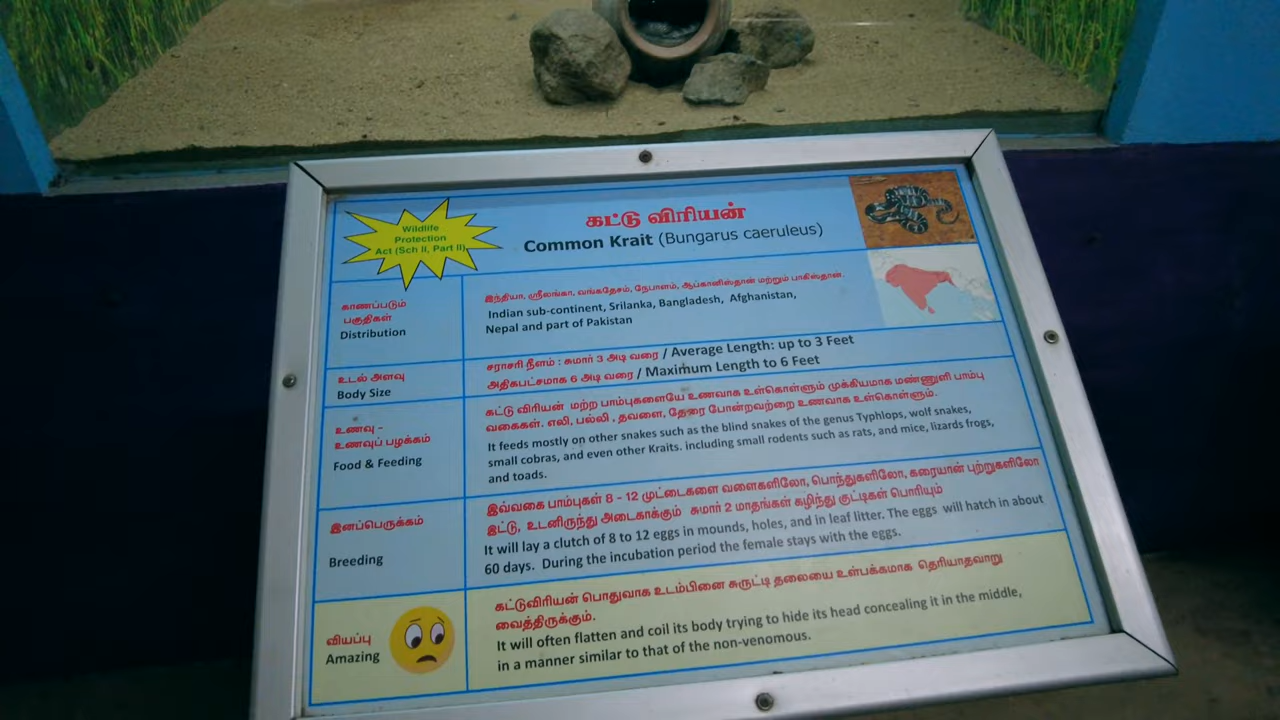 Wildlife
Protection
Act (Sch II, Part II)
கட்டு விரியன்
Common Krait (Bungarus caeruleus)
காணப்படும்
பகுதிகள்
Distribution
இந்தியா, ஸ்ரீலங்கா, வங்கதேசம், நேபாளம், ஆப்கானிஸ்தான் மற்றும் பாகிஸ்தான்.
Indian sub-continent, Srilanka, Bangladesh, Afghanistan,
Nepal and part of Pakistan
உடல் அளவு
Body Size
சராசரி நீளம் : சுமார் 3 அடி வரை / Average Length: up to 3 Feet
அதிகபட்சமாக 6 அடி வரை / Maximum Length to 6 Feet
உணவு -
உணவுப் பழக்கம்
Food & Feeding
கட்டு விரியன் மற்ற பாம்புகளையே உணவாக உள்கொள்ளும் முக்கியமாக மண்ணுளி பாம்பு
வகைகள். எலி, பல்லி , தவளை, தேரை போன்றவற்றை உணவாக உள்கொள்ளும்.
It feeds mostly on other snakes such as the blind snakes of the genus Typhlops, wolf snakes,
small cobras, and even other Kraits. including small rodents such as rats, and mice, lizards frogs,
and toads.
இனப்பெருக்கம்
Breeding
இவ்வகை பாம்புகள் 8 - 12 முட்டைகளை வளைகளிலோ, பொந்துகளிலோ, கரையான் புற்றுகளிலோ
இட்டு, உடனிருந்து அடைகாக்கும் சுமார் 2 மாதங்கள் கழிந்து குட்டிகள் பொரியும்
It will lay a clutch of 8 to 12 eggs in mounds, holes, and in leaf litter. The eggs will hatch in about
60 days. During the incubation period the female stays with the eggs.
வியப்பு
Amazing
கட்டுவிரியன் பொதுவாக உடம்பினை சுருட்டி தலையை உள்பக்கமாக தெரியாதவாறு
வைத்திருக்கும்.
It will often flatten and coil its body trying to hide its head concealing it in the middle,
in a manner similar to that of the non-venomous.